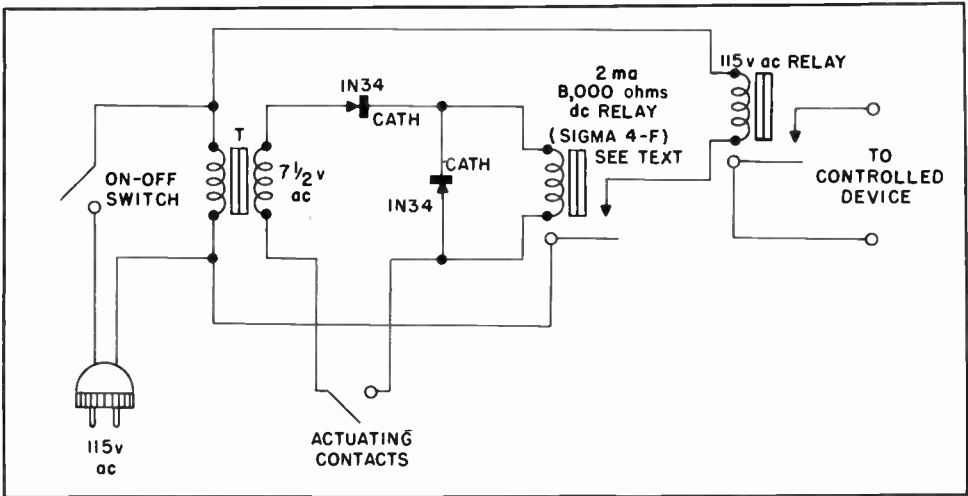 115v ac RELAY
2 ma
8,000 ohms
dc RELAY
(SIGMA 4-F)
SEE TEXT
IN34
CATH
T
7 1/2 v
ac
CATH
IN34
ON-OFF
SWITCH
TO
CONTROLLED
DEVICE
115v
ac
ACTUATING
CONTACTS